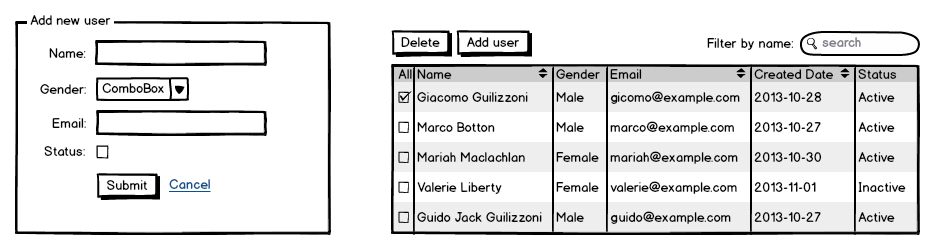 Add new user
Name:
Gender: ComboBox
Email:
Status:
Submit Cancel
Delete Add user Filter by name: search
All Name Gender Email Created Date Status
Giacomo Guilizzoni Male gicomo@example.com 2013-10-28 Active
Marco Botton Male marco@example.com 2013-10-27 Active
Mariah Maclachlan Female mariah@example.com 2013-10-30 Active
Valerie Liberty Female valerie@example.com 2013-11-01 Inactive
Guido Jack Guilizzoni Male guido@example.com 2013-10-27 Active